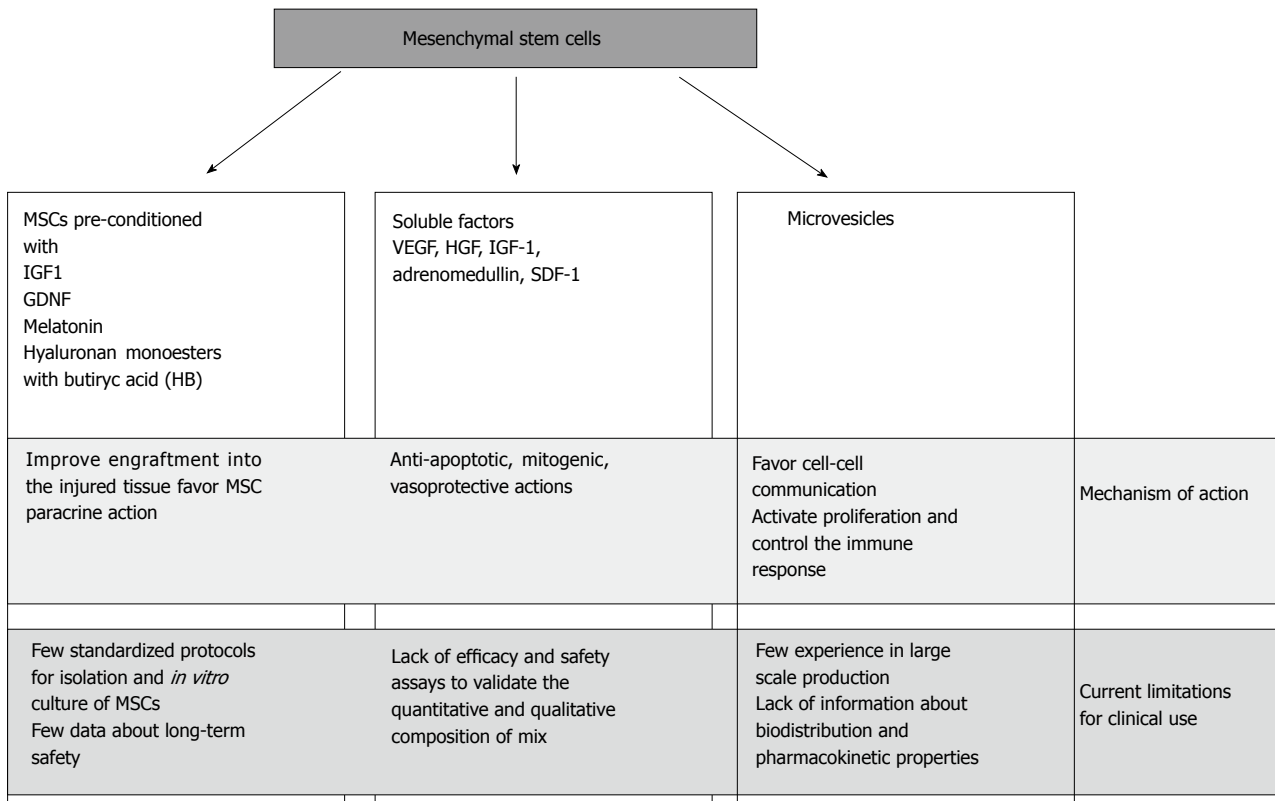 Mesenchymal stem cells
MSCs pre-conditioned
with
IGF1
GDNF
Melatonin
Hyaluronan monoesters
with butiryc acid (HB)
Soluble factors
VEGF, HGF, IGF-1,
adrenomedullin, SDF-1
Microvesicles
Improve engraftment into
the injured tissue favor MSC
paracrine action
Anti-apoptotic, mitogenic,
vasoprotective actions
Favor cell-cell
communication
Activate proliferation and
control the immune
response
Mechanism of action
Few standardized protocols
for isolation and in vitro
culture of MSCs
Few data about long-term
safety
Lack of efficacy and safety
assays to validate the
quantitative and qualitative
composition of mix
Few experience in large
scale production
Lack of information about
biodistribution and
pharmacokinetic properties
Current limitations
for clinical use